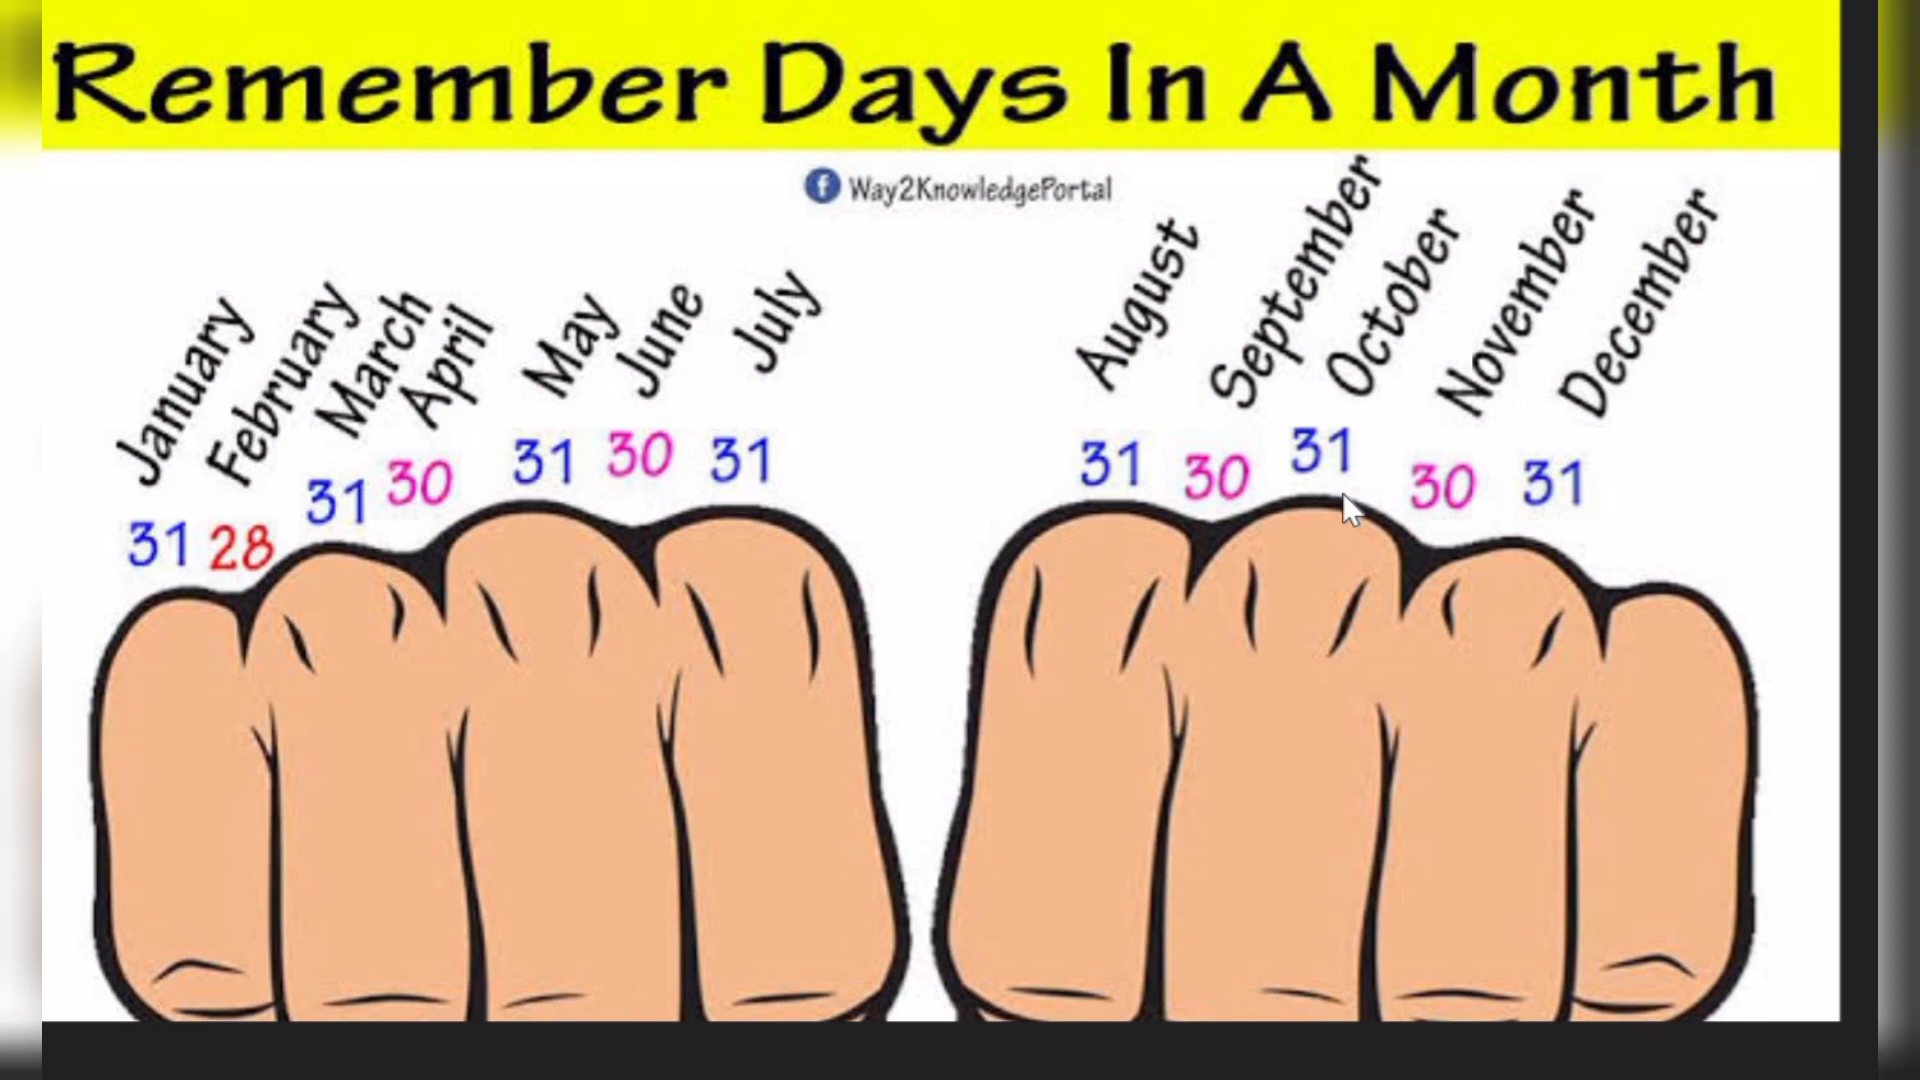 Remember Days In A Month
Way2KnowledgePortal
January February March April May June July August September October November December
31 28 31 30 31 30 31 31 30 31 30 31